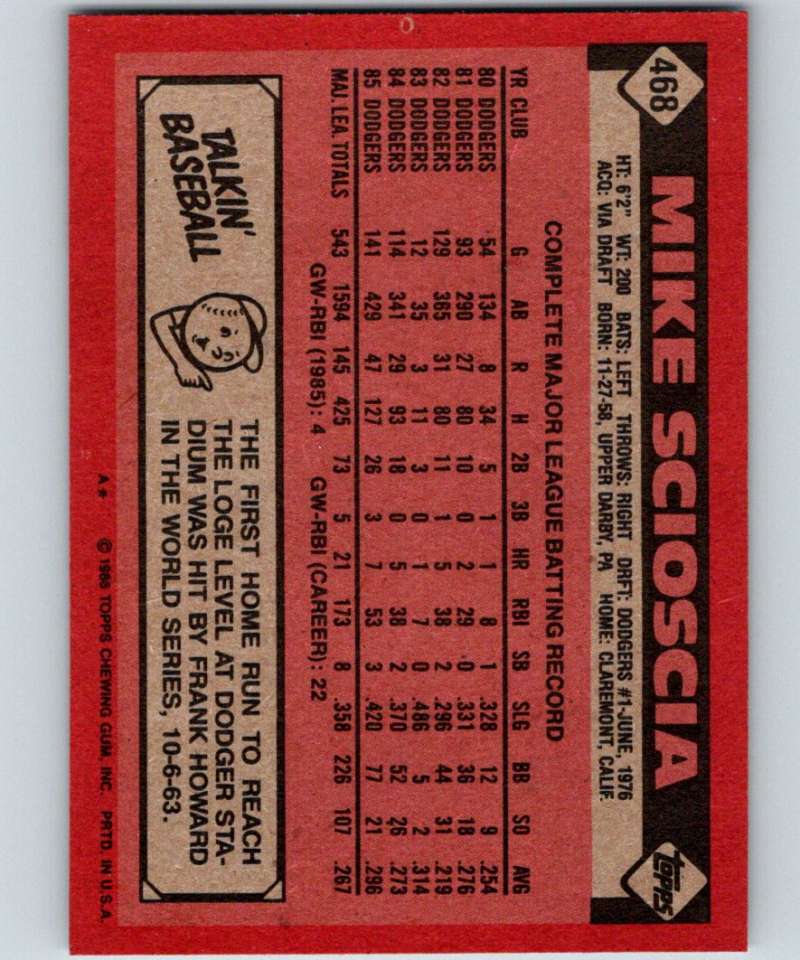 468
MIKE SCIOSCIA
topps
HT: 6'2" WT: 200 BATS: LEFT THROWS: RIGHT DRFT: DODGERS #1-JUNE, 1976
ACQ: VIA DRAFT BORN: 11-27-58, UPPER DARBY, PA HOME: CLAREMONT, CALIF.
COMPLETE MAJOR LEAGUE BATTING RECORD
YR CLUB G AB R H 2B 3B HR RBI SB SLG BB SO AVG
80 DODGERS 54 134 8 34 5 1 1 8 1 .328 12 9 .254
81 DODGERS 93 290 27 80 10 0 2 29 0 .331 36 18 .276
82 DODGERS 129 365 31 80 11 1 5 38 2 .296 44 31 .219
83 DODGERS 12 35 3 11 3 0 1 7 0 .486 5 2 .314
84 DODGERS 114 341 29 93 18 0 5 38 2 .370 52 26 .273
85 DODGERS 141 429 47 127 26 3 7 53 3 .420 77 21 .296
MAJ. LEA. TOTALS 543 1594 145 425 73 5 21 173 8 .358 226 107 .267
GW-RBI (1985): 4 GW-RBI (CAREER): 22
TALKIN'
BASEBALL
THE FIRST HOME RUN TO REACH
THE LOGE LEVEL AT DODGER STA-
DIUM WAS HIT BY FRANK HOWARD
IN THE WORLD SERIES, 10-6-63.
A* © 1986 TOPPS CHEWING GUM, INC. PRTD. IN U.S.A.